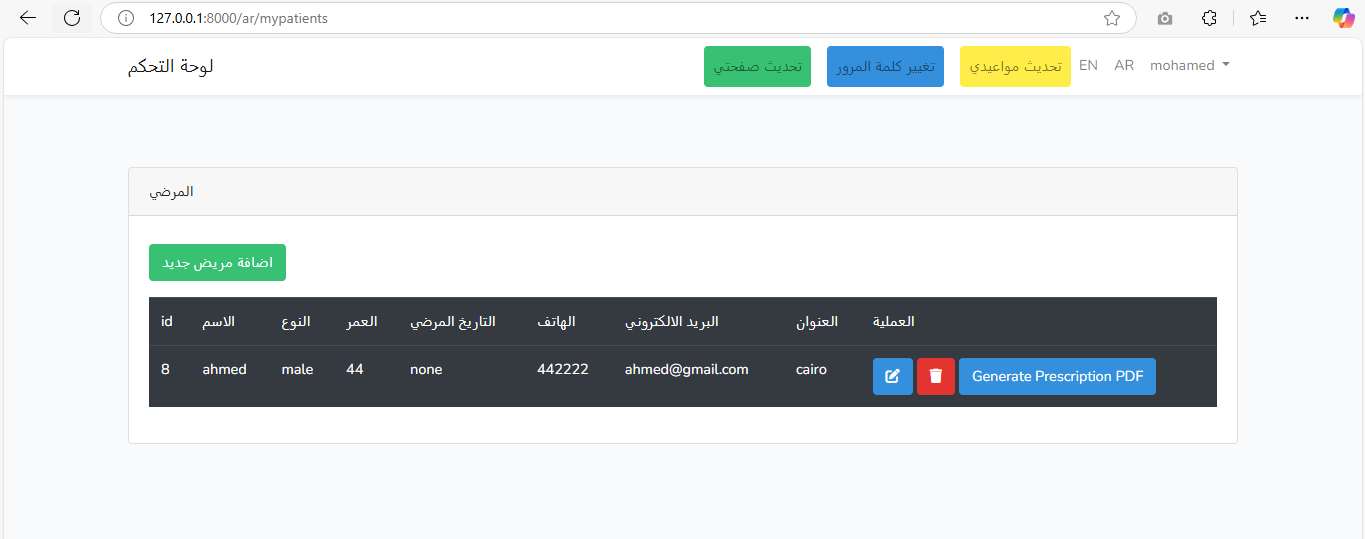 127.0.0.1:8000/ar/mypatients
لوحة التحكم تحديث صفحتي تغيير كلمة المرور تحديث مواعيدي EN AR mohamed
المرضي
اضافة مريض جديد
id الاسم النوع العمر التاريخ المرضي الهاتف البريد الالكتروني العنوان العملية
8 ahmed male 44 none 442222 ahmed@gmail.com cairo Generate Prescription PDF